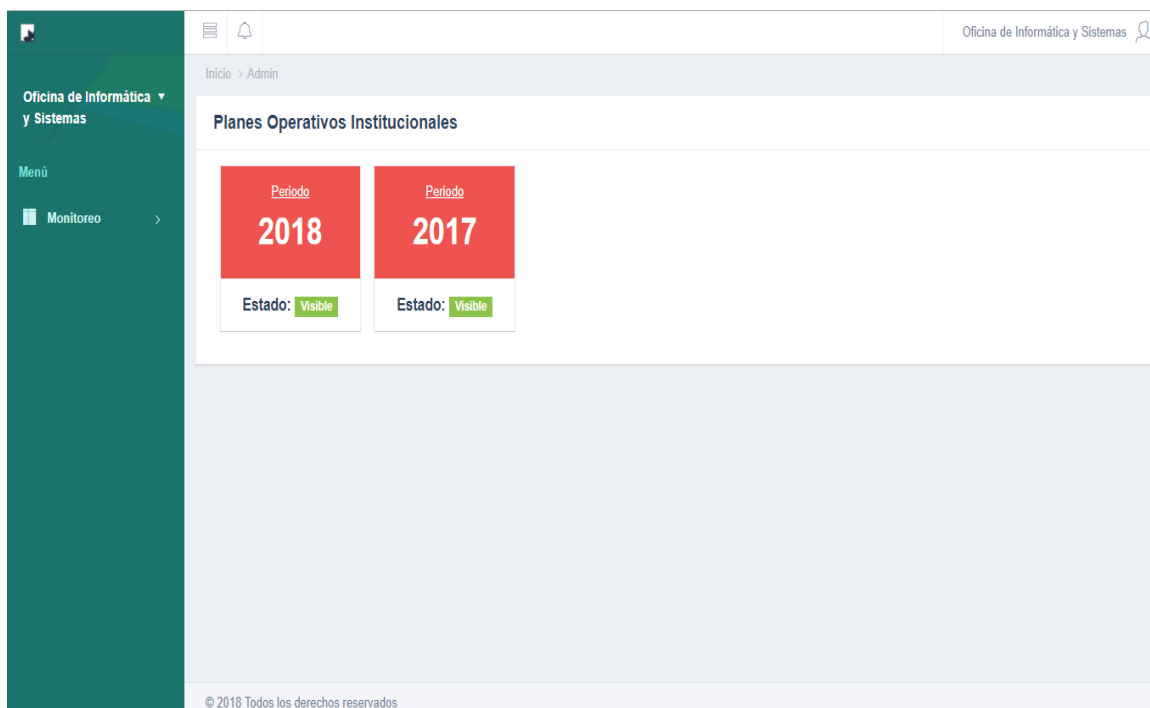 Oficina de Informática y Sistemas
Inicio > Admin
Oficina de Informática
y Sistemas
Menú
Monitoreo
Planes Operativos Institucionales
Periodo
2018
Estado: Visible
Periodo
2017
Estado: Visible
© 2018 Todos los derechos reservados